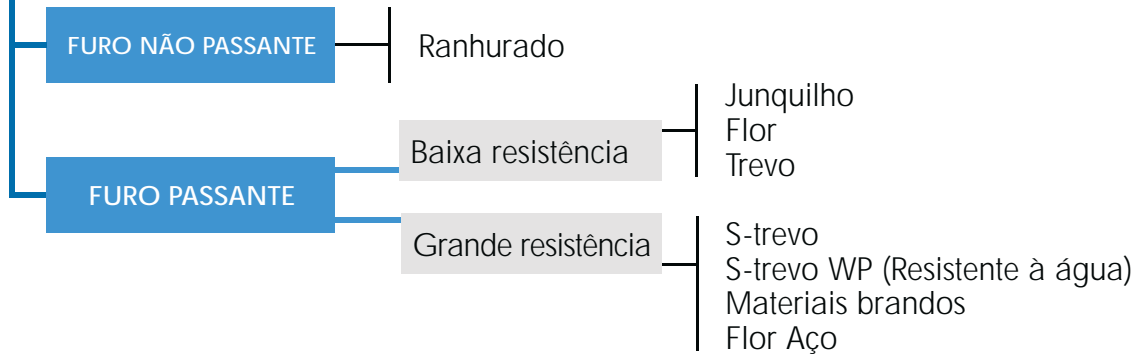 FURO NÃO PASSANTE
Ranhurado
FURO PASSANTE
Baixa resistência
Junquilho
Flor
Trevo
Grande resistência
S-trevo
S-trevo WP (Resistente à água)
Materiais brandos
Flor Aço